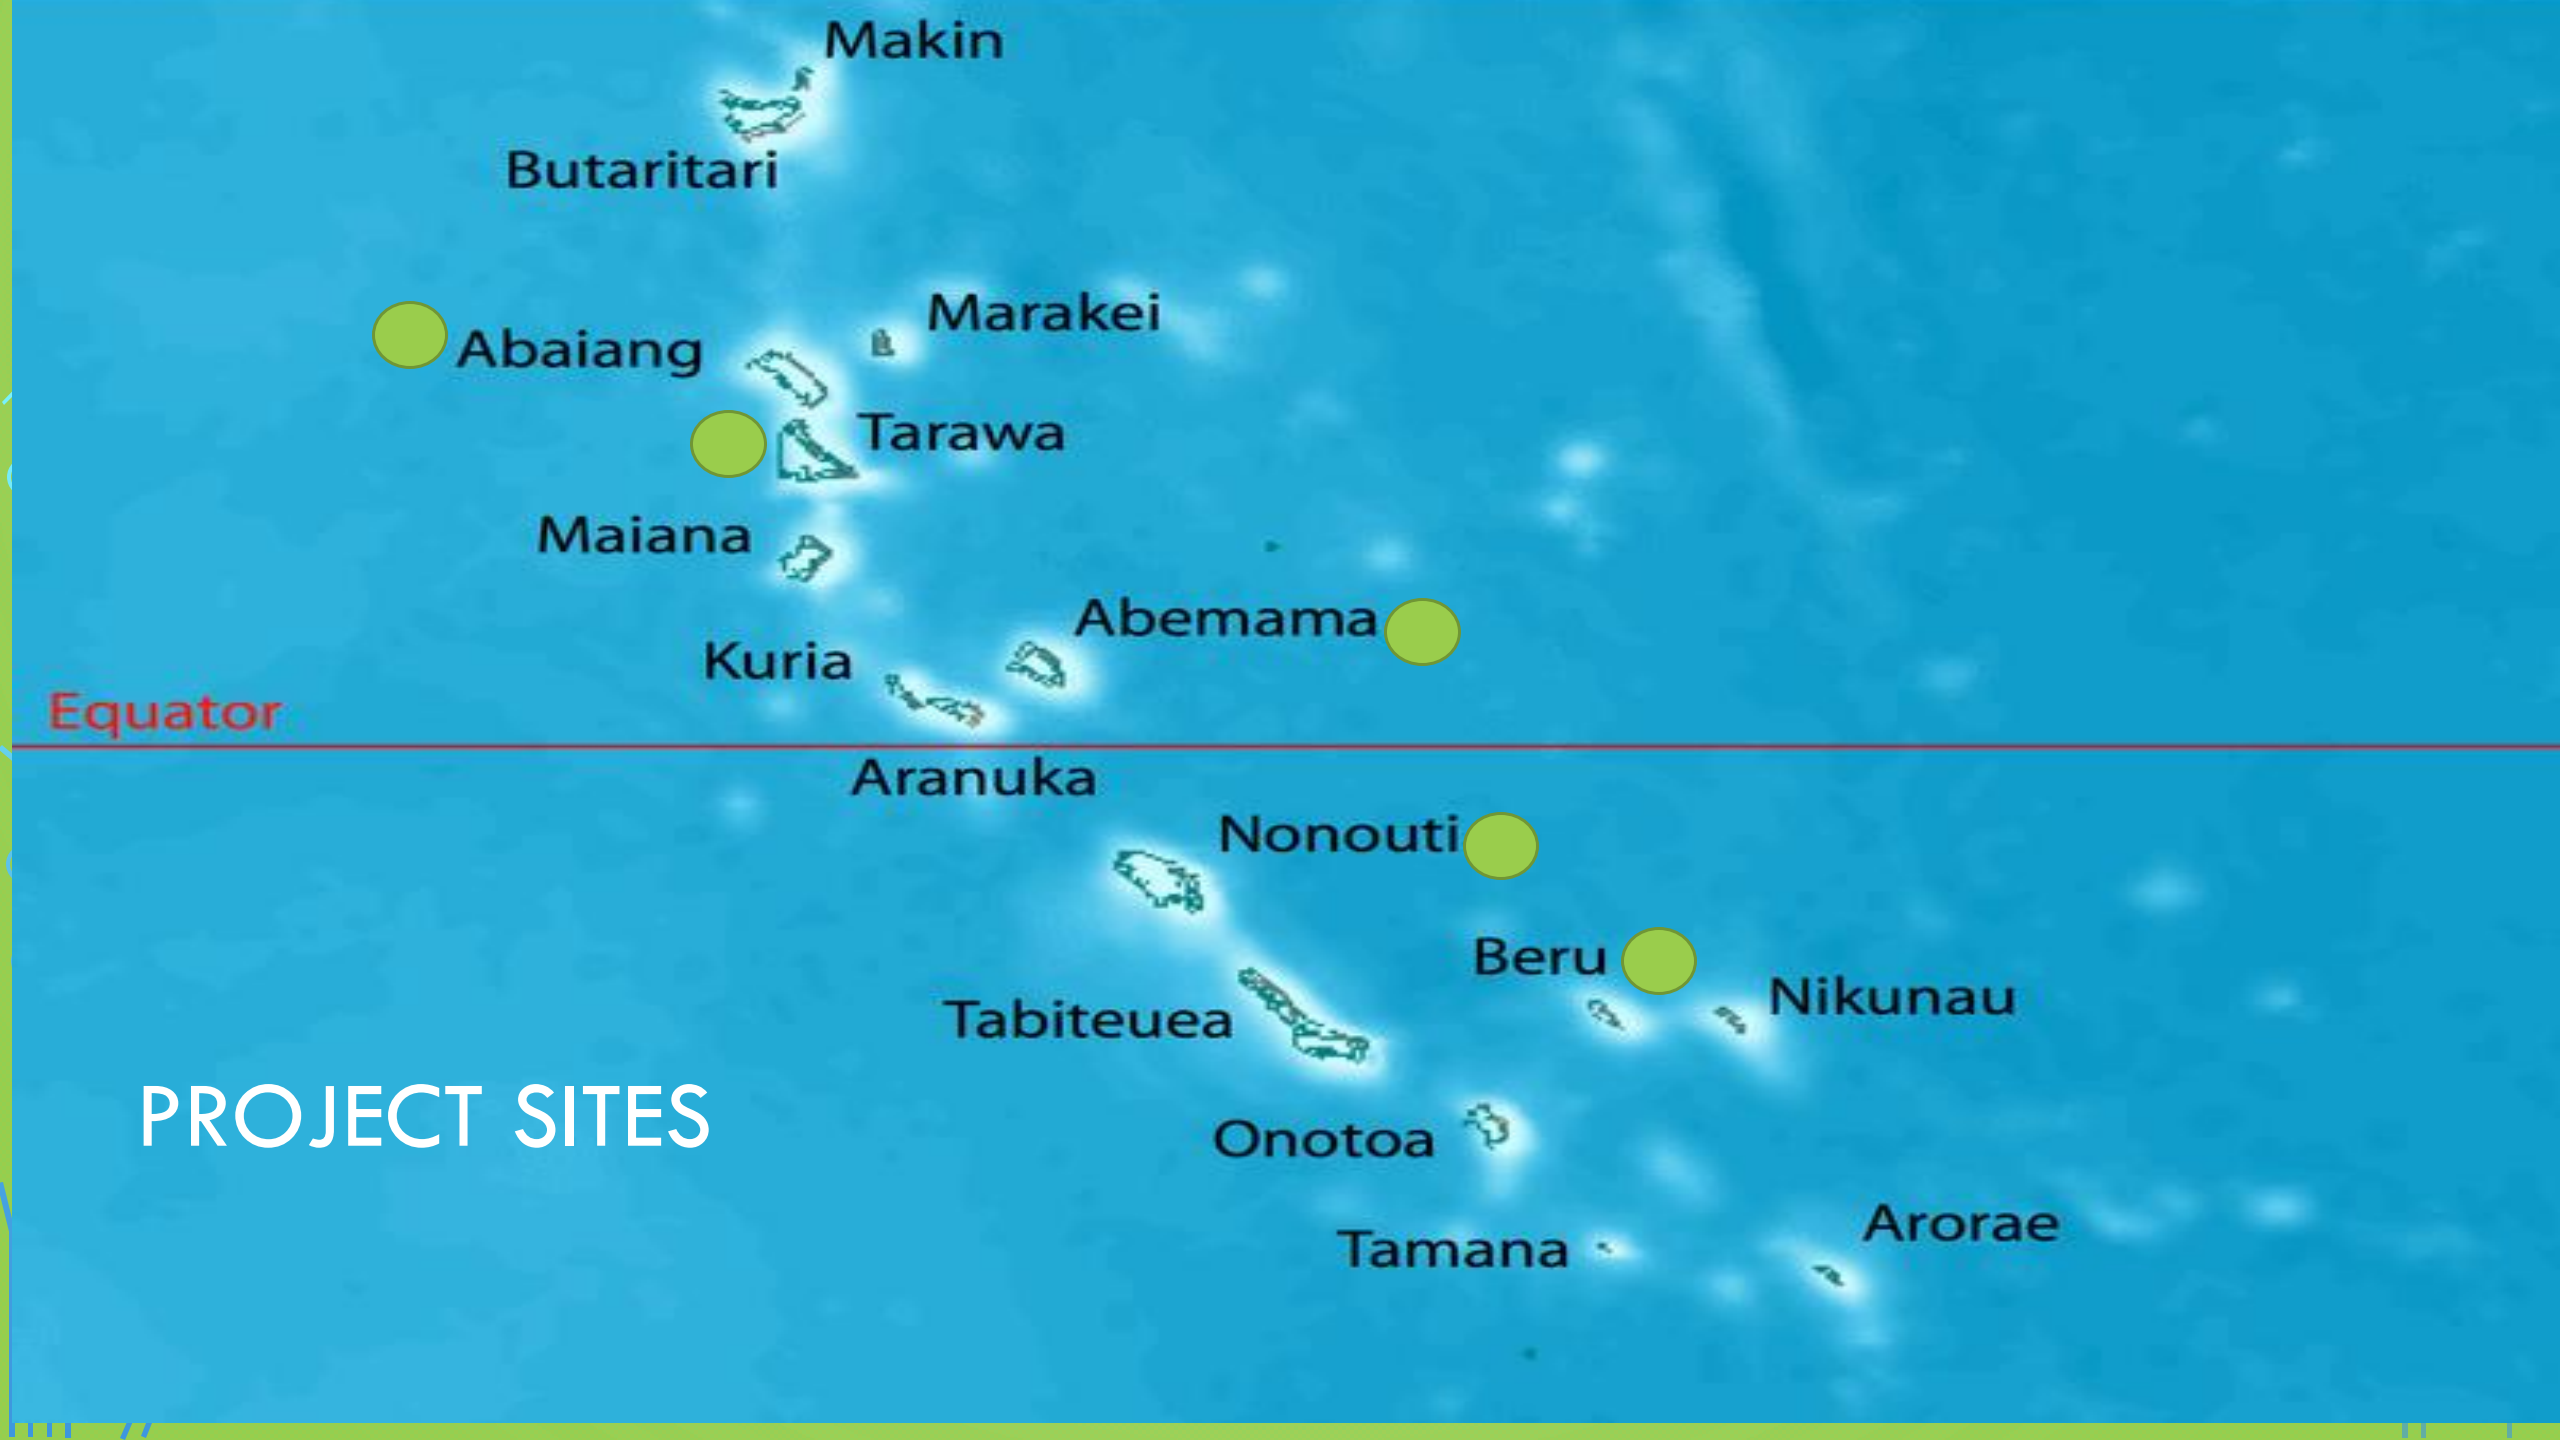 Makin
Butaritari
Marakei
Abaiang
Tarawa
Maiana
Abemama
Kuria
Equator
Aranuka
Nonouti
Beru
Nikunau
Tabiteuea
PROJECT SITES
Onotoa
Arorae
Tamana